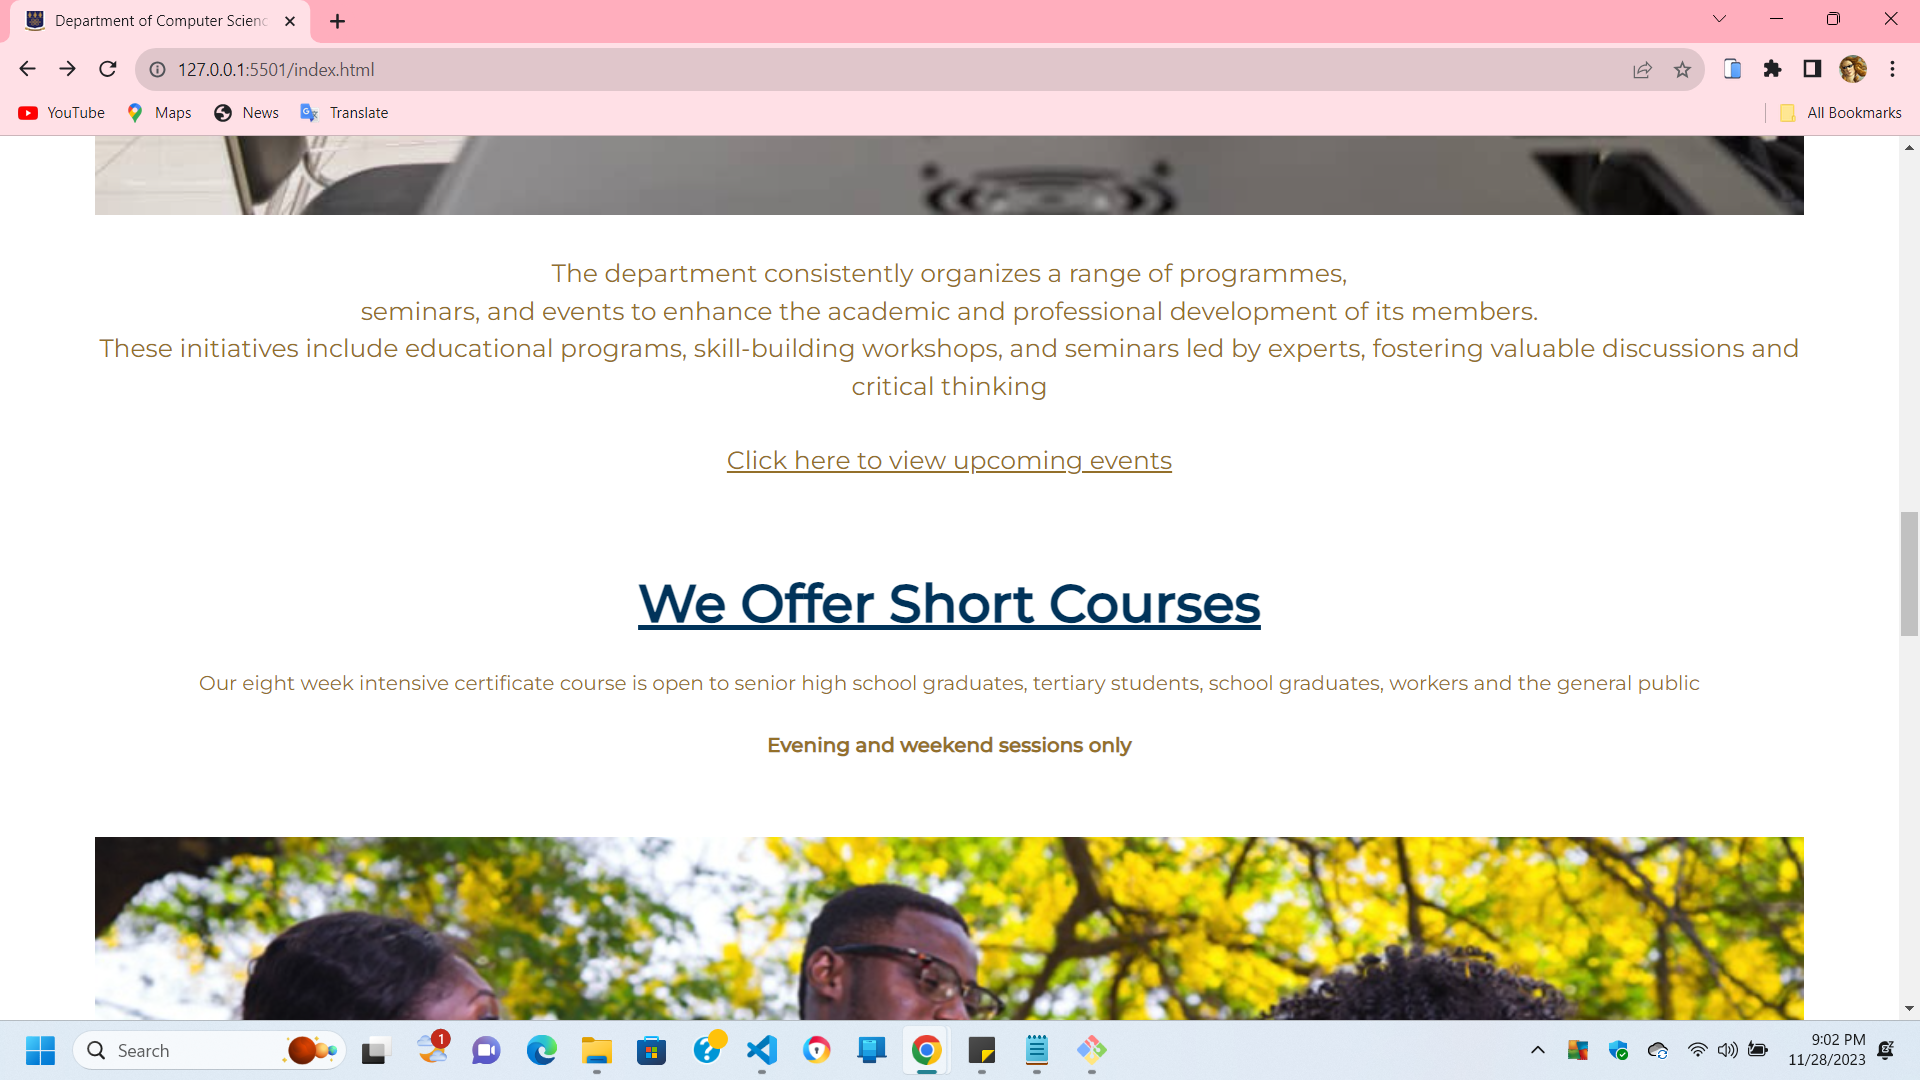 Department of Computer Scienc
127.0.0.1:5501/index.html
YouTube
Maps
News
Translate
All Bookmarks
The department consistently organizes a range of programmes,
seminars, and events to enhance the academic and professional development of its members.
These initiatives include educational programs, skill-building workshops, and seminars led by experts, fostering valuable discussions and
critical thinking
Click here to view upcoming events
We Offer Short Courses
Our eight week intensive certificate course is open to senior high school graduates, tertiary students, school graduates, workers and the general public
Evening and weekend sessions only
Search
1
9:02 PM
11/28/2023